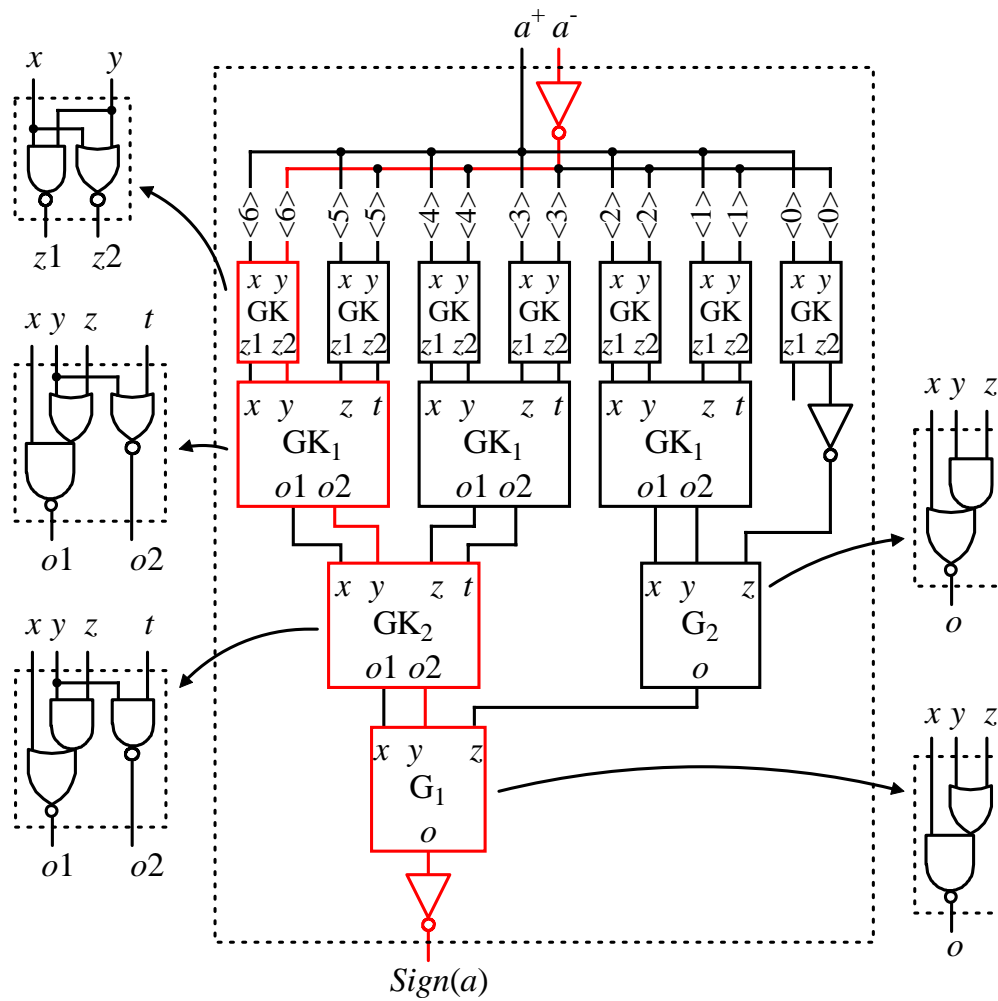 a⁺ a⁻
x y
z1 z2
<6> <6> <5> <5> <4> <4> <3> <3> <2> <2> <1> <1> <0> <0>
x y x y x y x y x y x y x y
GK GK GK GK GK GK GK
z1 z2 z1 z2 z1 z2 z1 z2 z1 z2 z1 z2 z1 z2
x y z t
o1 o2
x y z t x y z t x y z t
GK₁ GK₁ GK₁
o1 o2 o1 o2 o1 o2
x y z
o
x y z t
GK₂
o1 o2
x y z
G₂
o
x y z t
o1 o2
x y z
G₁
o
x y z
o
Sign(a)